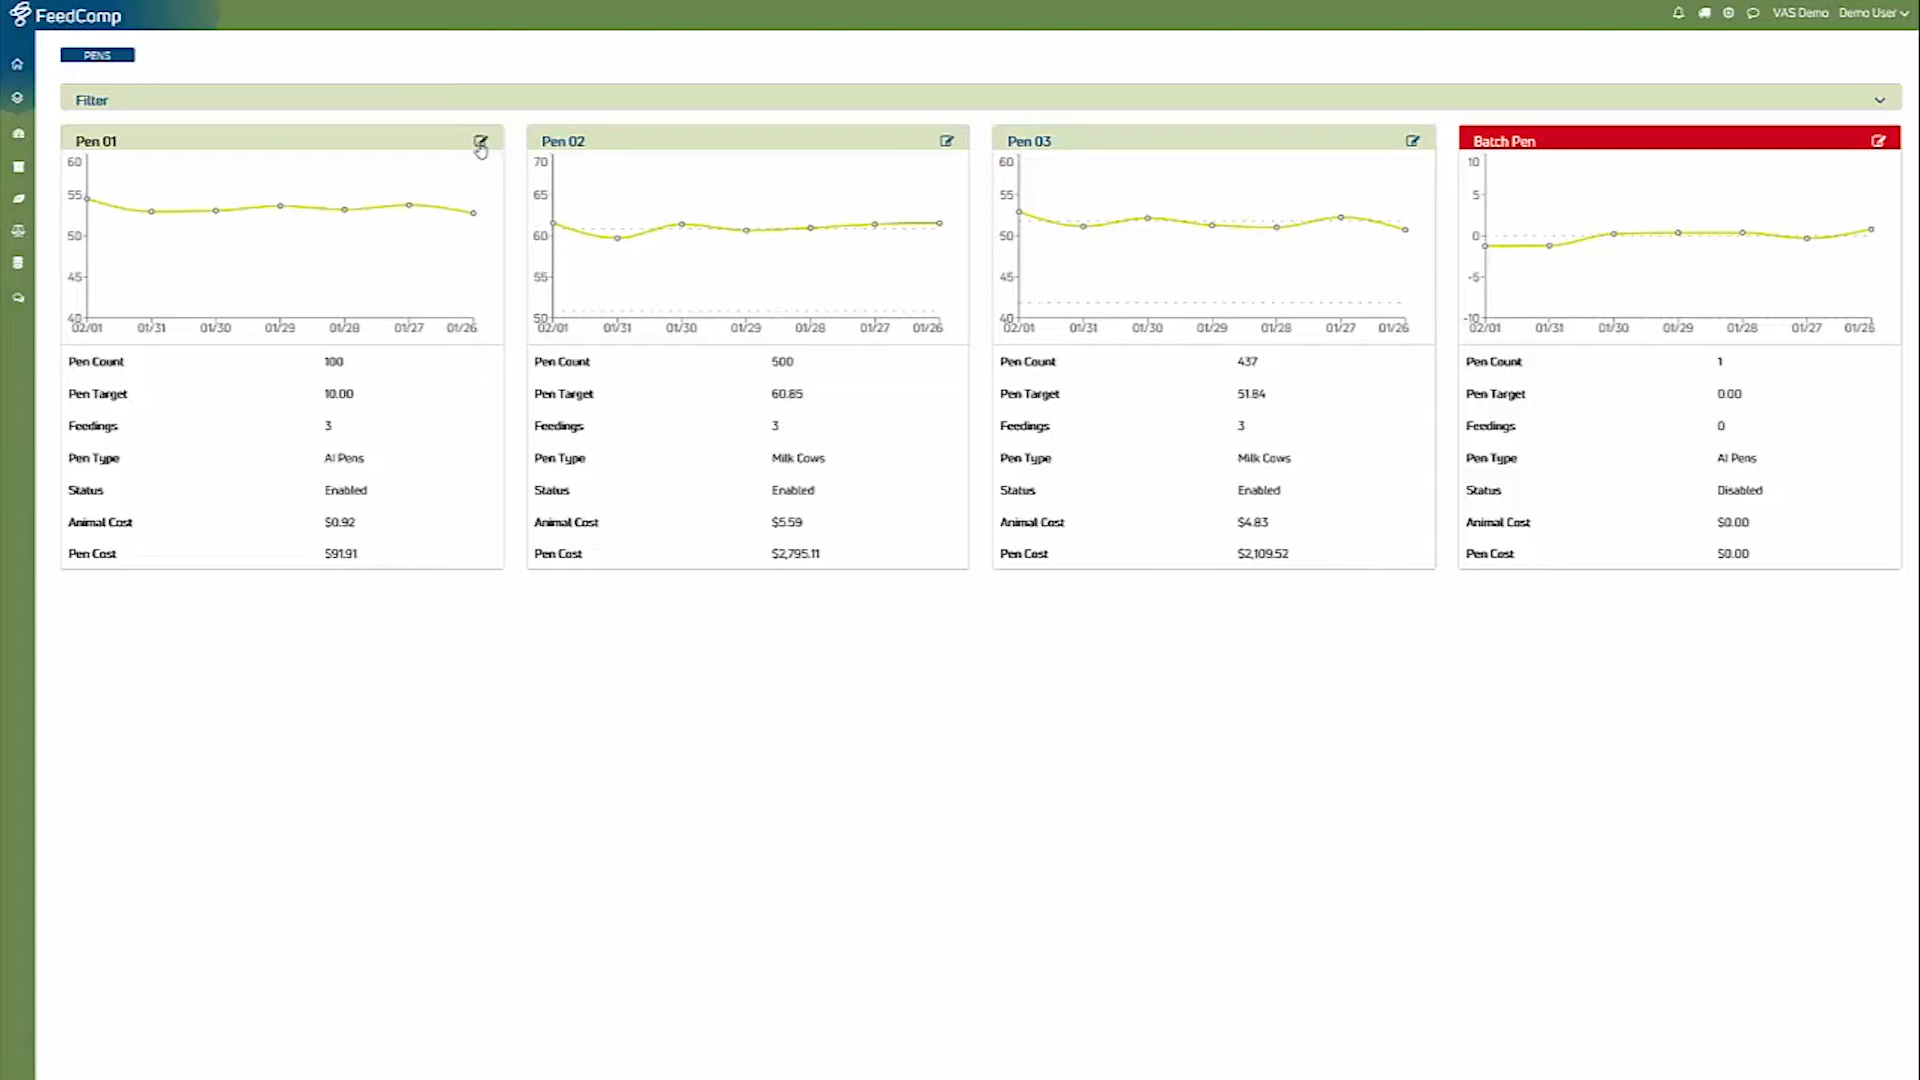 FeedComp
VAS Demo Demo User
PENS
Filter
Pen 01
60
55
50
45
40
02/01 01/31 01/30 01/29 01/28 01/27 01/26
Pen Count 100
Pen Target 10.00
Feedings 3
Pen Type AI Pens
Status Enabled
Animal Cost $0.92
Pen Cost $91.91
Pen 02
70
65
60
55
50
02/01 01/31 01/30 01/29 01/28 01/27 01/26
Pen Count 500
Pen Target 60.85
Feedings 3
Pen Type Milk Cows
Status Enabled
Animal Cost $5.59
Pen Cost $2,795.11
Pen 03
60
55
50
45
40
02/01 01/31 01/30 01/29 01/28 01/27 01/26
Pen Count 437
Pen Target 51.84
Feedings 3
Pen Type Milk Cows
Status Enabled
Animal Cost $4.83
Pen Cost $2,109.52
Batch Pen
10
5
0
-5
-10
02/01 01/31 01/30 01/29 01/28 01/27 01/26
Pen Count 1
Pen Target 0.00
Feedings 0
Pen Type AI Pens
Status Disabled
Animal Cost $0.00
Pen Cost $0.00